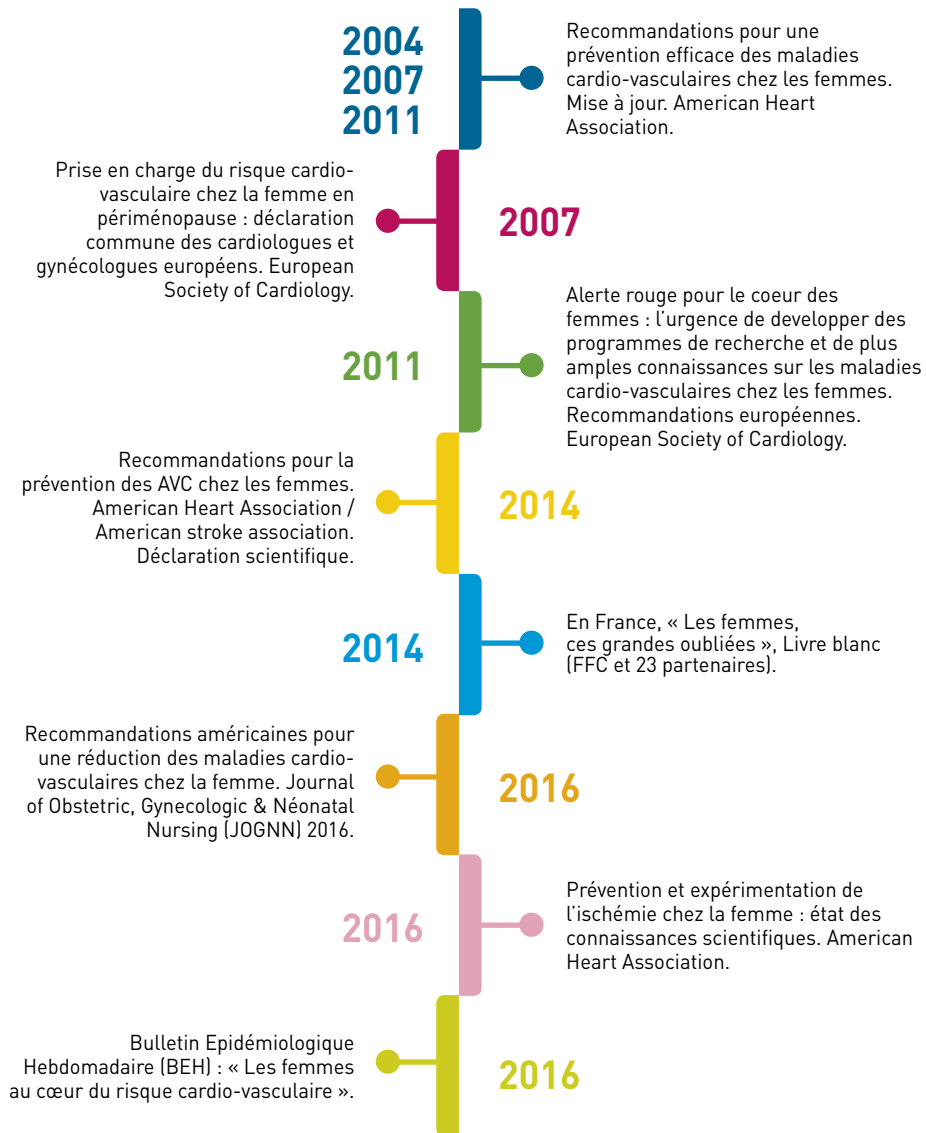 2004
2007
2011
Recommandations pour une
prévention efficace des maladies
cardio-vasculaires chez les femmes.
Mise à jour. American Heart
Association.
Prise en charge du risque cardio-
vasculaire chez la femme en
périménopause : déclaration
commune des cardiologues et
gynécologues européens. European
Society of Cardiology.
2007
2011
Alerte rouge pour le coeur des
femmes : l’urgence de developper des
programmes de recherche et de plus
amples connaissances sur les maladies
cardio-vasculaires chez les femmes.
Recommandations européennes.
European Society of Cardiology.
Recommandations pour la
prévention des AVC chez les femmes.
American Heart Association /
American stroke association.
Déclaration scientifique.
2014
2014
En France, « Les femmes,
ces grandes oubliées », Livre blanc
(FFC et 23 partenaires).
Recommandations américaines pour
une réduction des maladies cardio-
vasculaires chez la femme. Journal
of Obstetric, Gynecologic & Néonatal
Nursing (JOGNN) 2016.
2016
2016
Prévention et expérimentation de
l’ischémie chez la femme : état des
connaissances scientifiques. American
Heart Association.
Bulletin Epidémiologique
Hebdomadaire (BEH) : « Les femmes
au cœur du risque cardio-vasculaire ».
2016